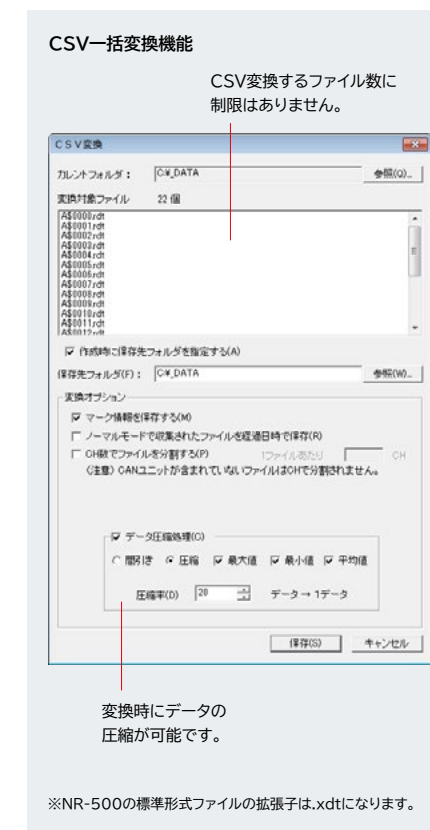 CSV一括変換機能
CSV変換するファイル数に
制限はありません。
CSV変換
カレントフォルダ： C:¥_DATA 参照(O)...
変換対象ファイル 22 個
A$0000.rdt
A$0001.rdt
A$0002.rdt
A$0003.rdt
A$0004.rdt
A$0005.rdt
A$0006.rdt
A$0007.rdt
A$0008.rdt
A$0009.rdt
A$0010.rdt
A$0011.rdt
A$0012.rdt
作成時に保存先フォルダを指定する(A)
保存先フォルダ(F)： C:¥_DATA 参照(W)...
変換オプション
マーク情報を保存する(M)
ノーマルモードで収集されたファイルを経過日時で保存(R)
CH数でファイルを分割する(P) 1ファイルあたり CH
(注意) CANユニットが含まれていないファイルはCHで分割されません。
データ圧縮処理(C)
間引き 圧縮 最大値 最小値 平均値
圧縮率(D) 20 データ → 1データ
保存(S) キャンセル
変換時にデータの
圧縮が可能です。
※NR-500の標準形式ファイルの拡張子は.xdtになります。